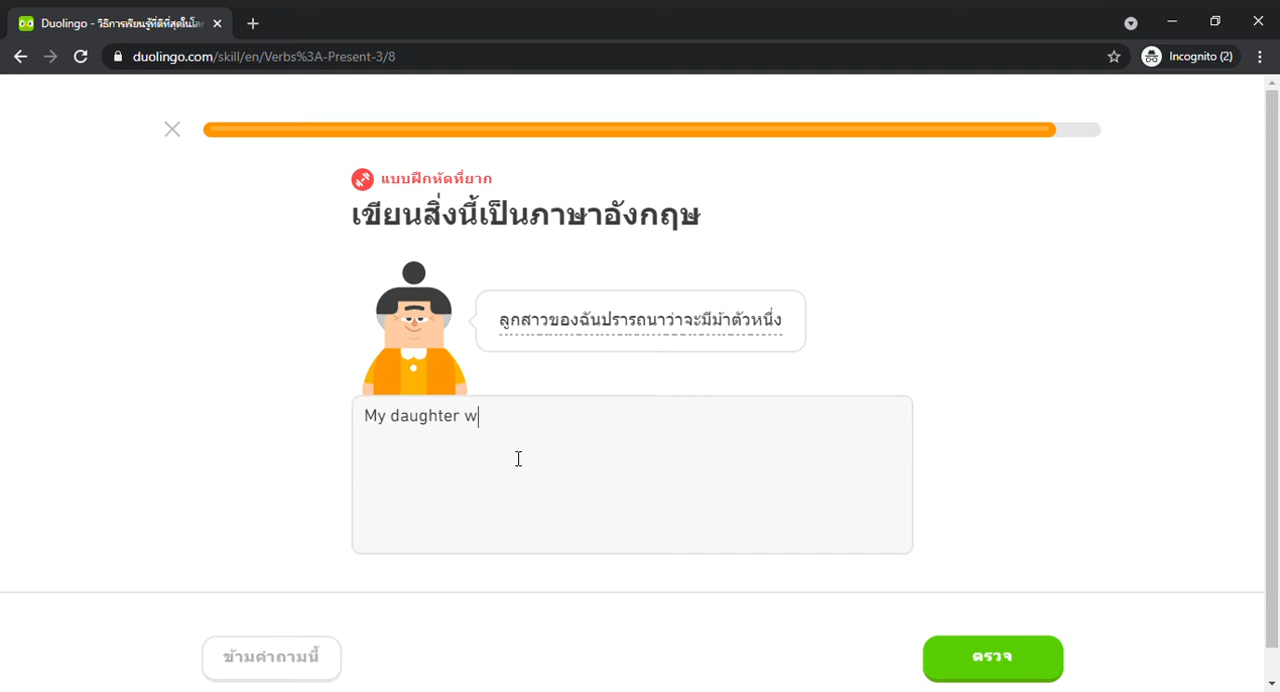 Duolingo - วิธีการเรียนรู้ที่ดีที่สุดในโล
duolingo.com/skill/en/Verbs%3A-Present-3/8
Incognito (2)
แบบฝึกหัดที่ยาก
เขียนสิ่งนี้เป็นภาษาอังกฤษ
ลูกสาวของฉันปรารถนาว่าจะมีม้าตัวหนึ่ง
My daughter w
ข้ามคำถามนี้
ตรวจ